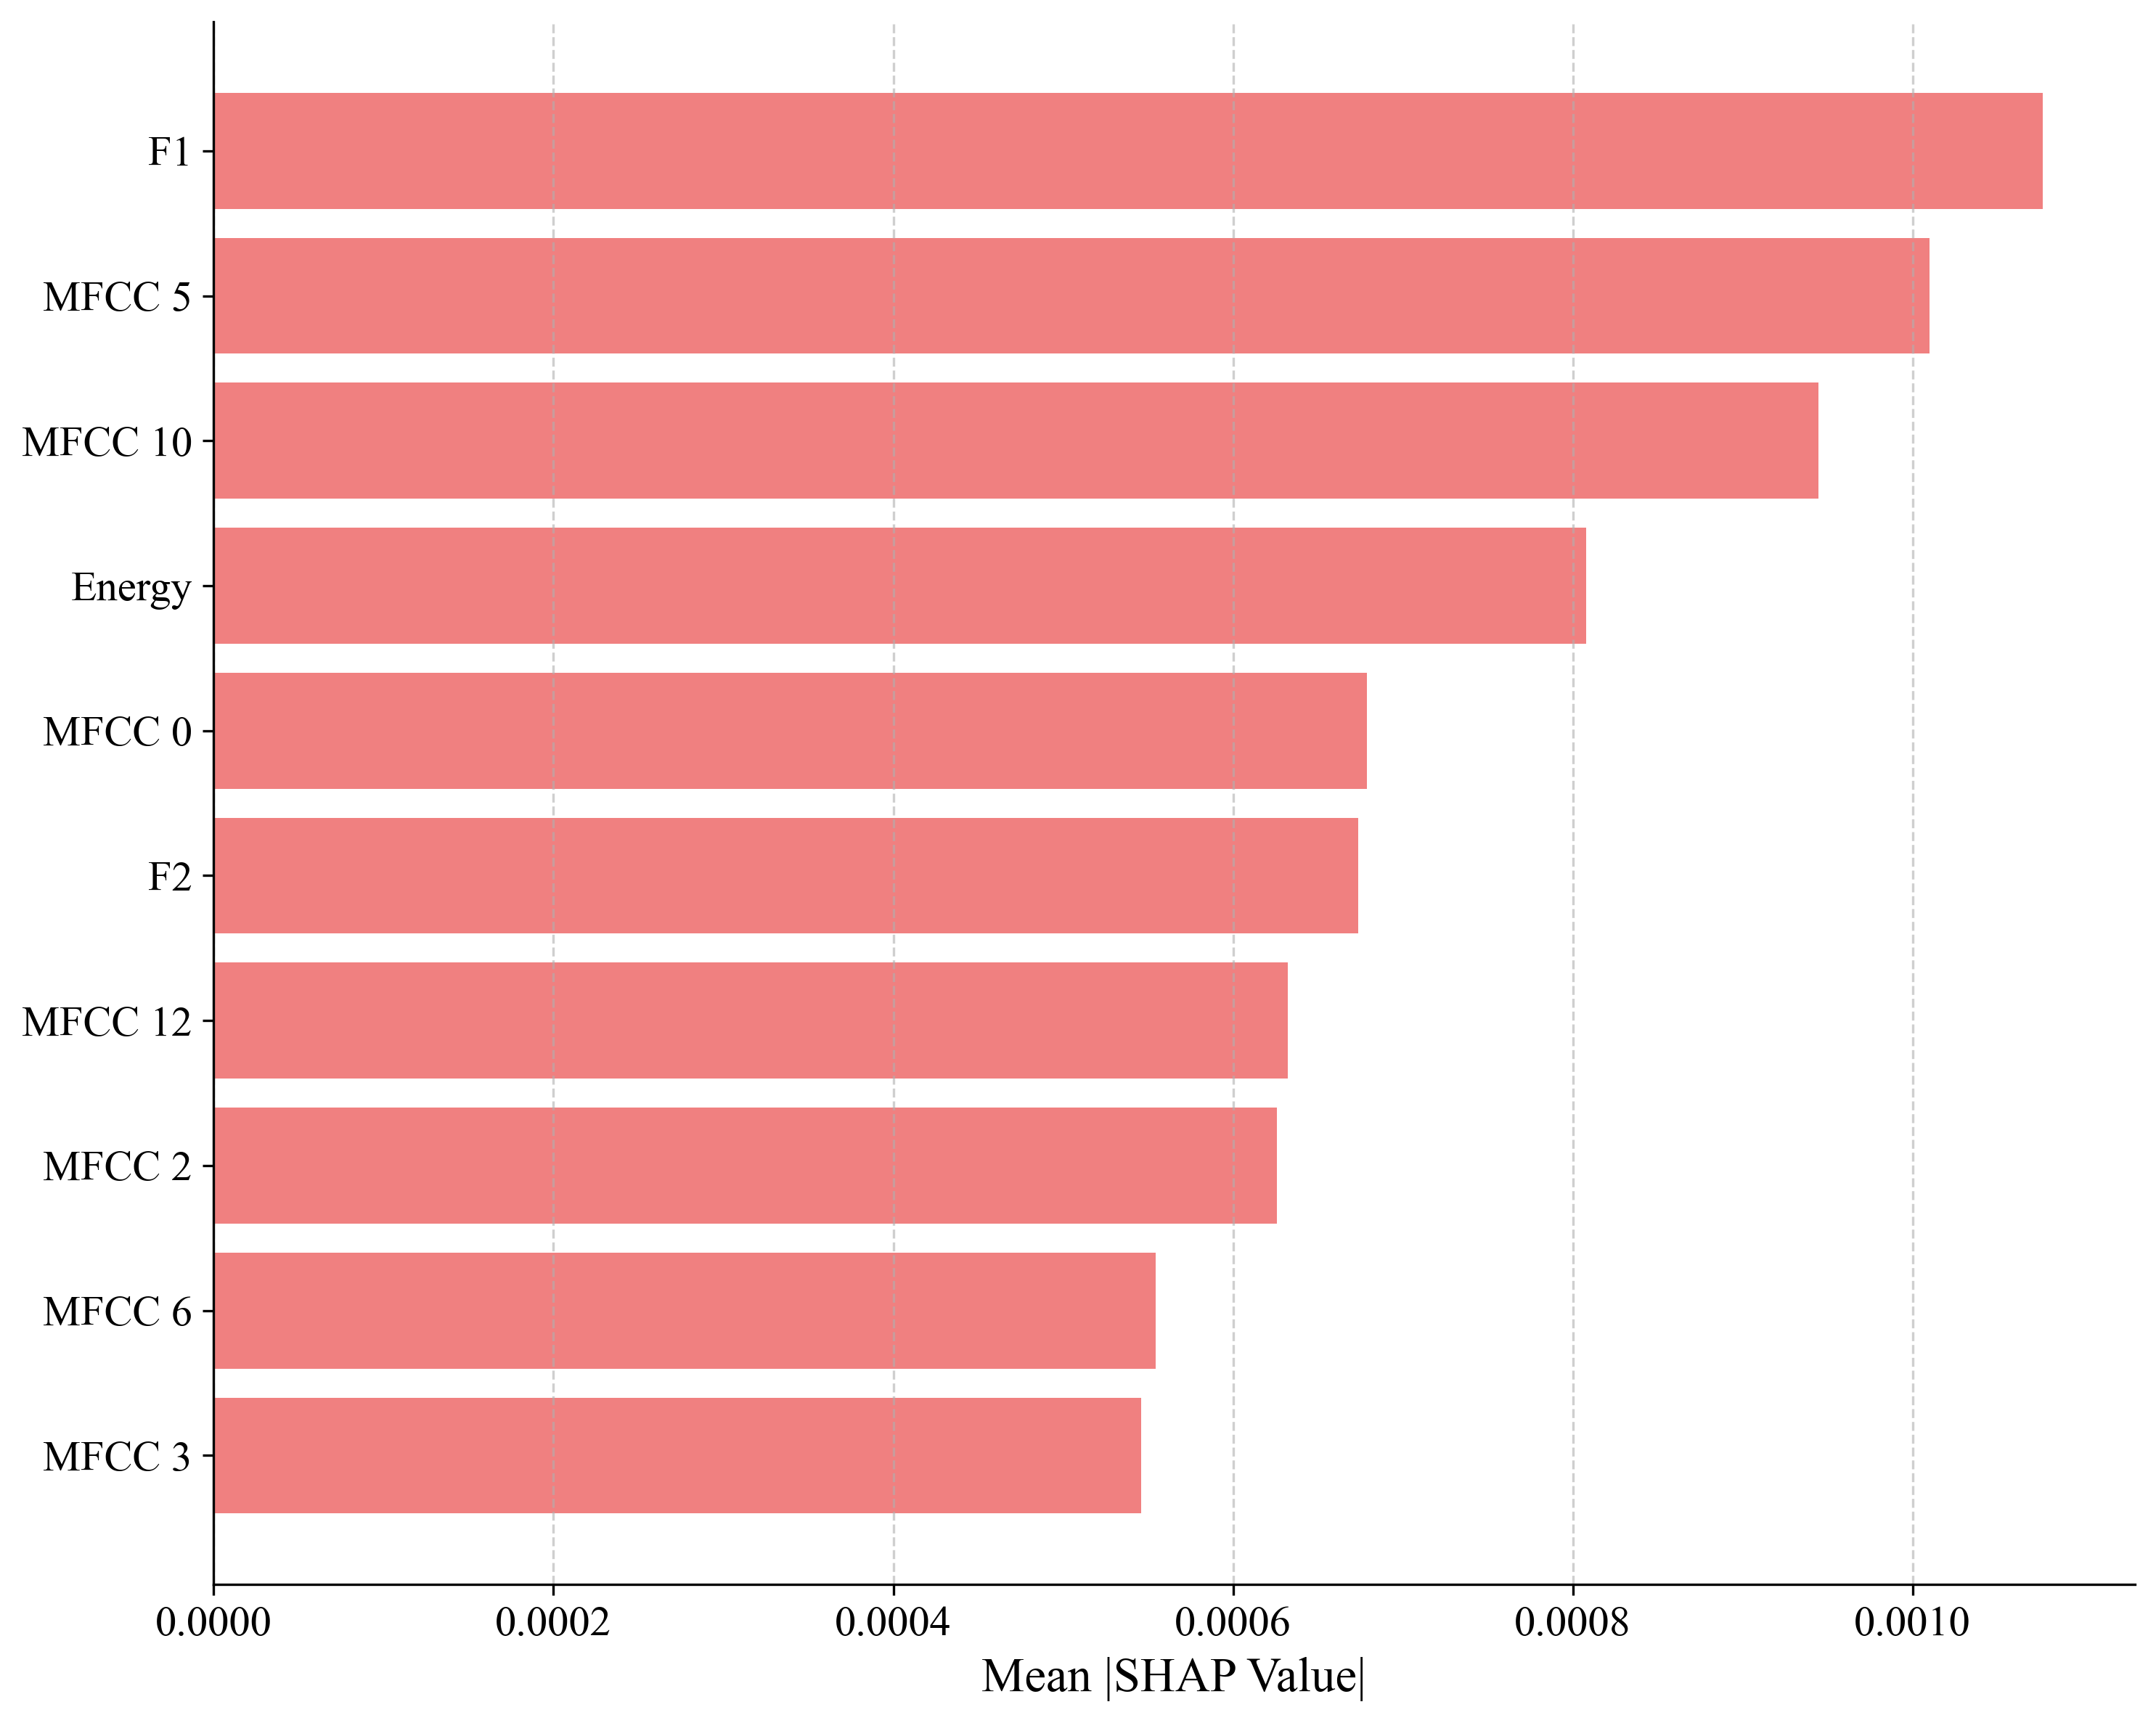 F1
MFCC 5
MFCC 10
Energy
MFCC 0
F2
MFCC 12
MFCC 2
MFCC 6
MFCC 3
0.0000 0.0002 0.0004 0.0006 0.0008 0.0010
Mean |SHAP Value|